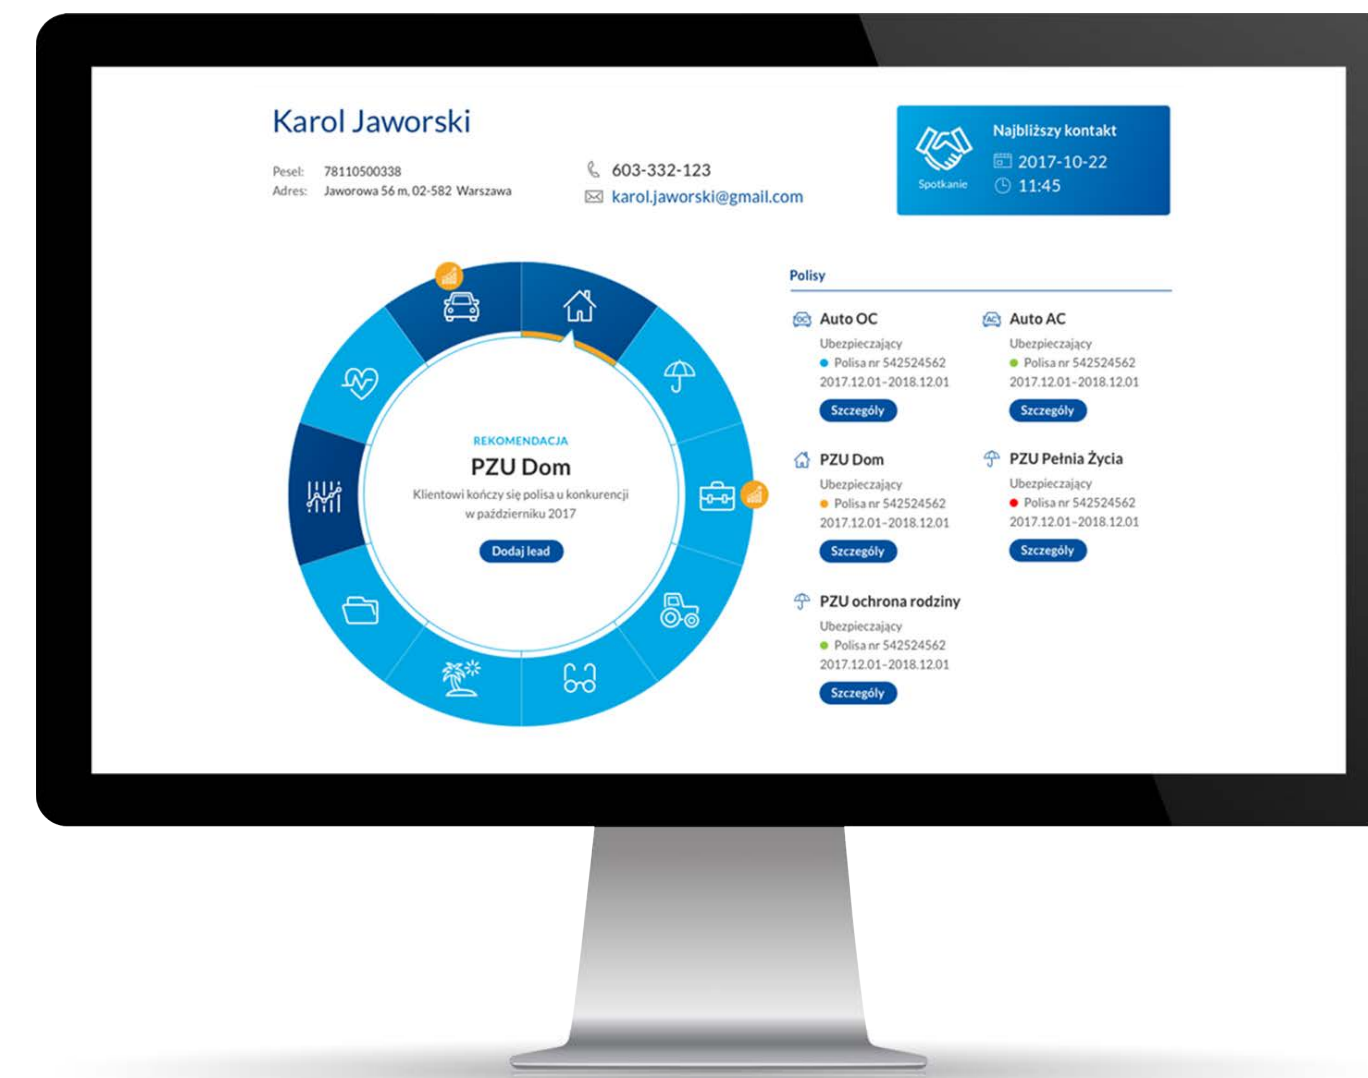 Karol Jaworski
Pesel: 78110500338
Adres: Jaworowa 56 m, 02-582 Warszawa
603-332-123
karol.jaworski@gmail.com
Najbliższy kontakt
2017-10-22
Spotkanie
11:45
REKOMENDACJA
PZU Dom
Klientowi kończy się polisa u konkurencji
w październiku 2017
Dodaj lead
Polisy
OC Auto OC
Ubezpieczający
Polisa nr 542524562
2017.12.01-2018.12.01
Szczegóły
AC Auto AC
Ubezpieczający
Polisa nr 542524562
2017.12.01-2018.12.01
Szczegóły
PZU Dom
Ubezpieczający
Polisa nr 542524562
2017.12.01-2018.12.01
Szczegóły
PZU Pełnia Życia
Ubezpieczający
Polisa nr 542524562
2017.12.01-2018.12.01
Szczegóły
PZU ochrona rodziny
Ubezpieczający
Polisa nr 542524562
2017.12.01-2018.12.01
Szczegóły